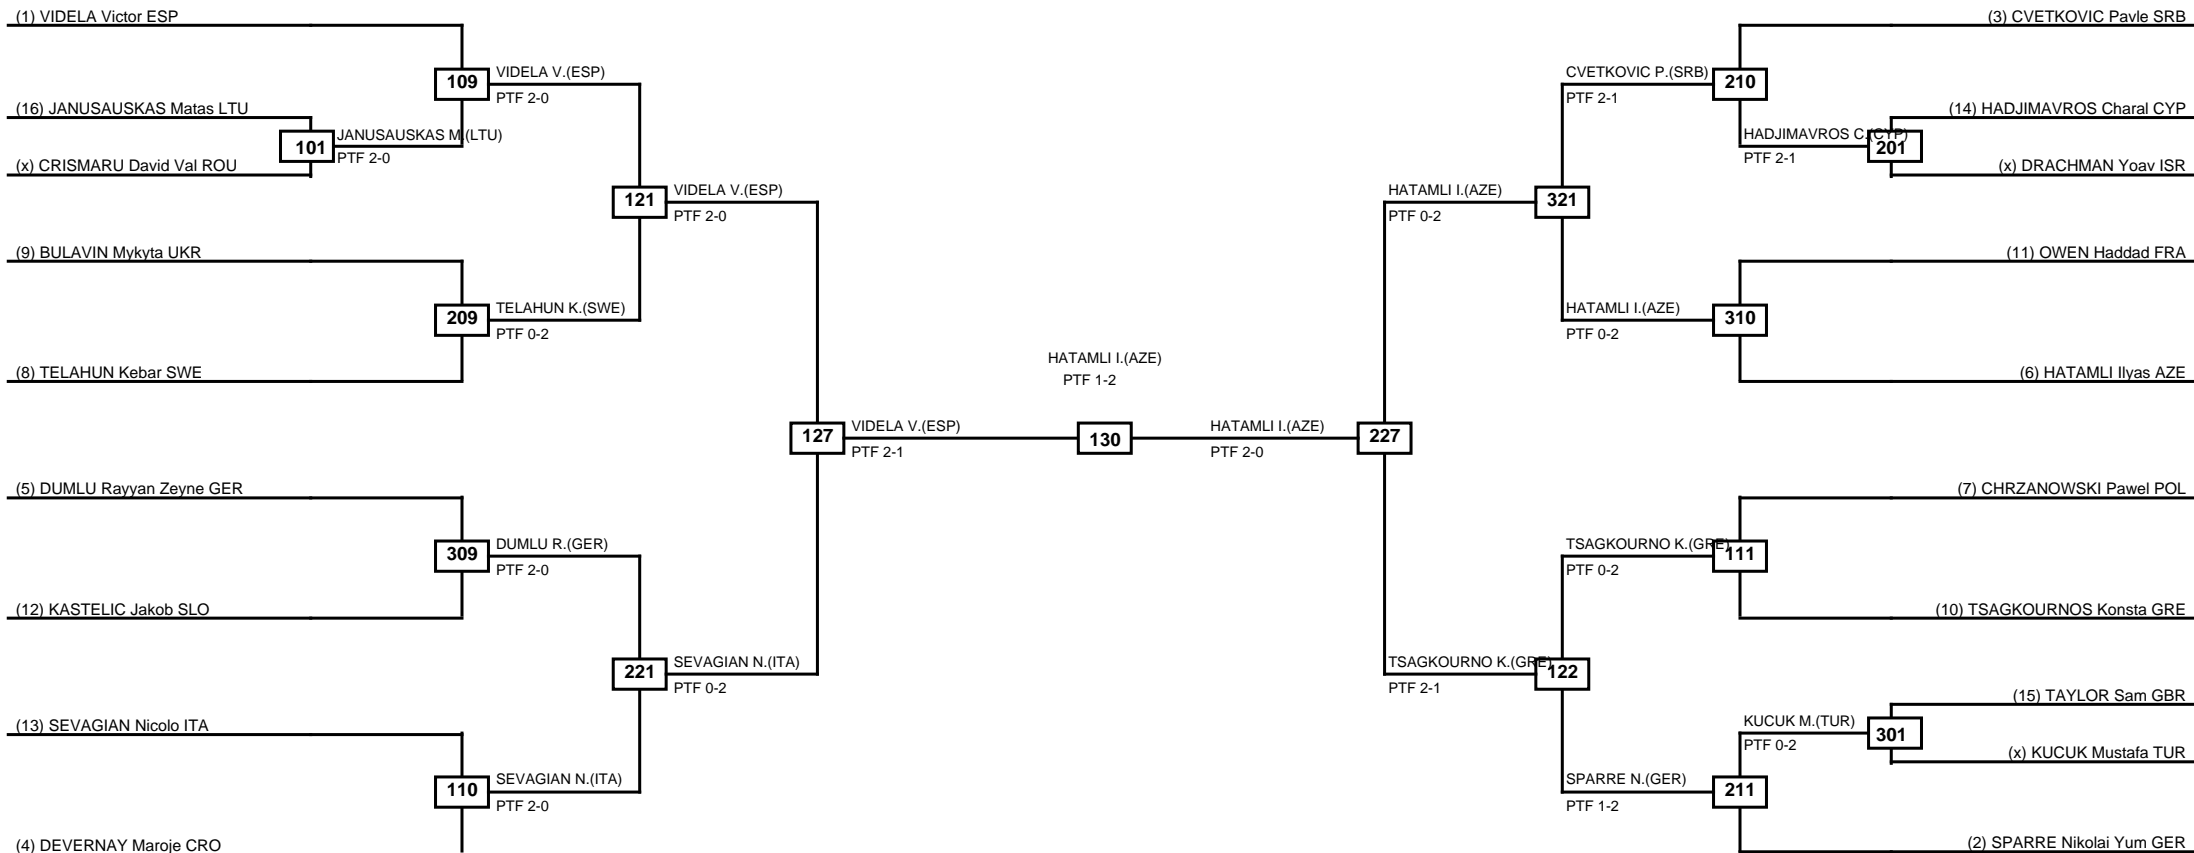 (1) VIDELA Victor ESP
(3) CVETKOVIC Pavle SRB
109
VIDELA V.(ESP)
PTF 2-0
CVETKOVIC P.(SRB)
PTF 2-1
210
(16) JANUSAUSKAS Matas LTU
(14) HADJIMAVROS Charal CYP
101
JANUSAUSKAS M.(LTU)
PTF 2-0
HADJIMAVROS C.(CYP)
PTF 2-1
201
(x) CRISMARU David Val ROU
(x) DRACHMAN Yoav ISR
121
VIDELA V.(ESP)
PTF 2-0
HATAMLI I.(AZE)
PTF 0-2
321
(9) BULAVIN Mykyta UKR
(11) OWEN Haddad FRA
209
TELAHUN K.(SWE)
PTF 0-2
HATAMLI I.(AZE)
PTF 0-2
310
(8) TELAHUN Kebar SWE
(6) HATAMLI Ilyas AZE
HATAMLI I.(AZE)
PTF 1-2
127
VIDELA V.(ESP)
PTF 2-1
130
HATAMLI I.(AZE)
PTF 2-0
227
(5) DUMLU Rayyan Zeyne GER
(7) CHRZANOWSKI Pawel POL
309
DUMLU R.(GER)
PTF 2-0
TSAGKOURNO K.(GRE)
PTF 0-2
111
(12) KASTELIC Jakob SLO
(10) TSAGKOURNOS Konsta GRE
221
SEVAGIAN N.(ITA)
PTF 0-2
TSAGKOURNO K.(GRE)
PTF 2-1
122
(13) SEVAGIAN Nicolo ITA
(15) TAYLOR Sam GBR
KUCUK M.(TUR)
PTF 0-2
301
(x) KUCUK Mustafa TUR
110
SEVAGIAN N.(ITA)
PTF 2-0
SPARRE N.(GER)
PTF 1-2
211
(4) DEVERNAY Maroje CRO
(2) SPARRE Nikolai Yum GER